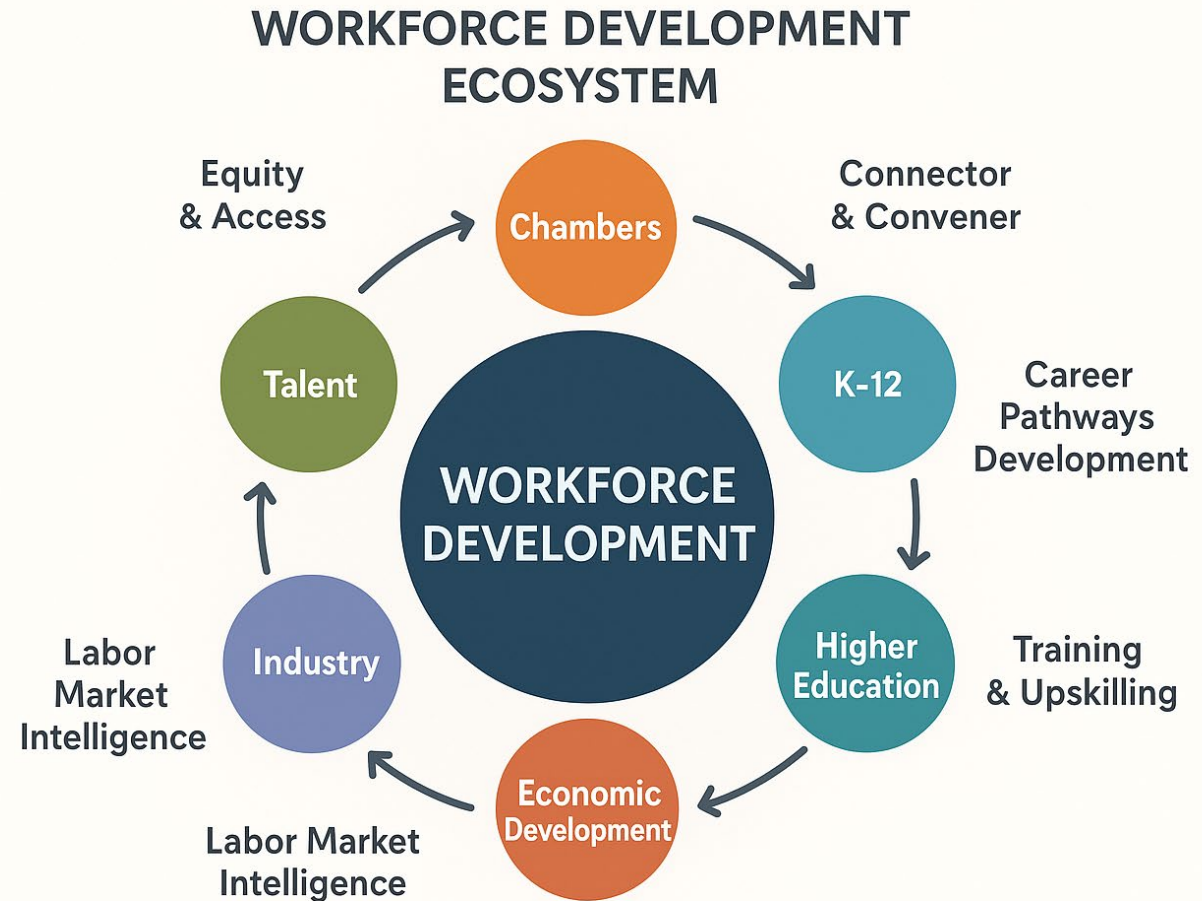 WORKFORCE DEVELOPMENT
ECOSYSTEM
Equity
& Access
Chambers
Connector
& Convener
Talent
K-12
Career
Pathways
Development
WORKFORCE
DEVELOPMENT
Labor
Market
Intelligence
Industry
Higher
Education
Training
& Upskilling
Economic
Development
Labor Market
Intelligence